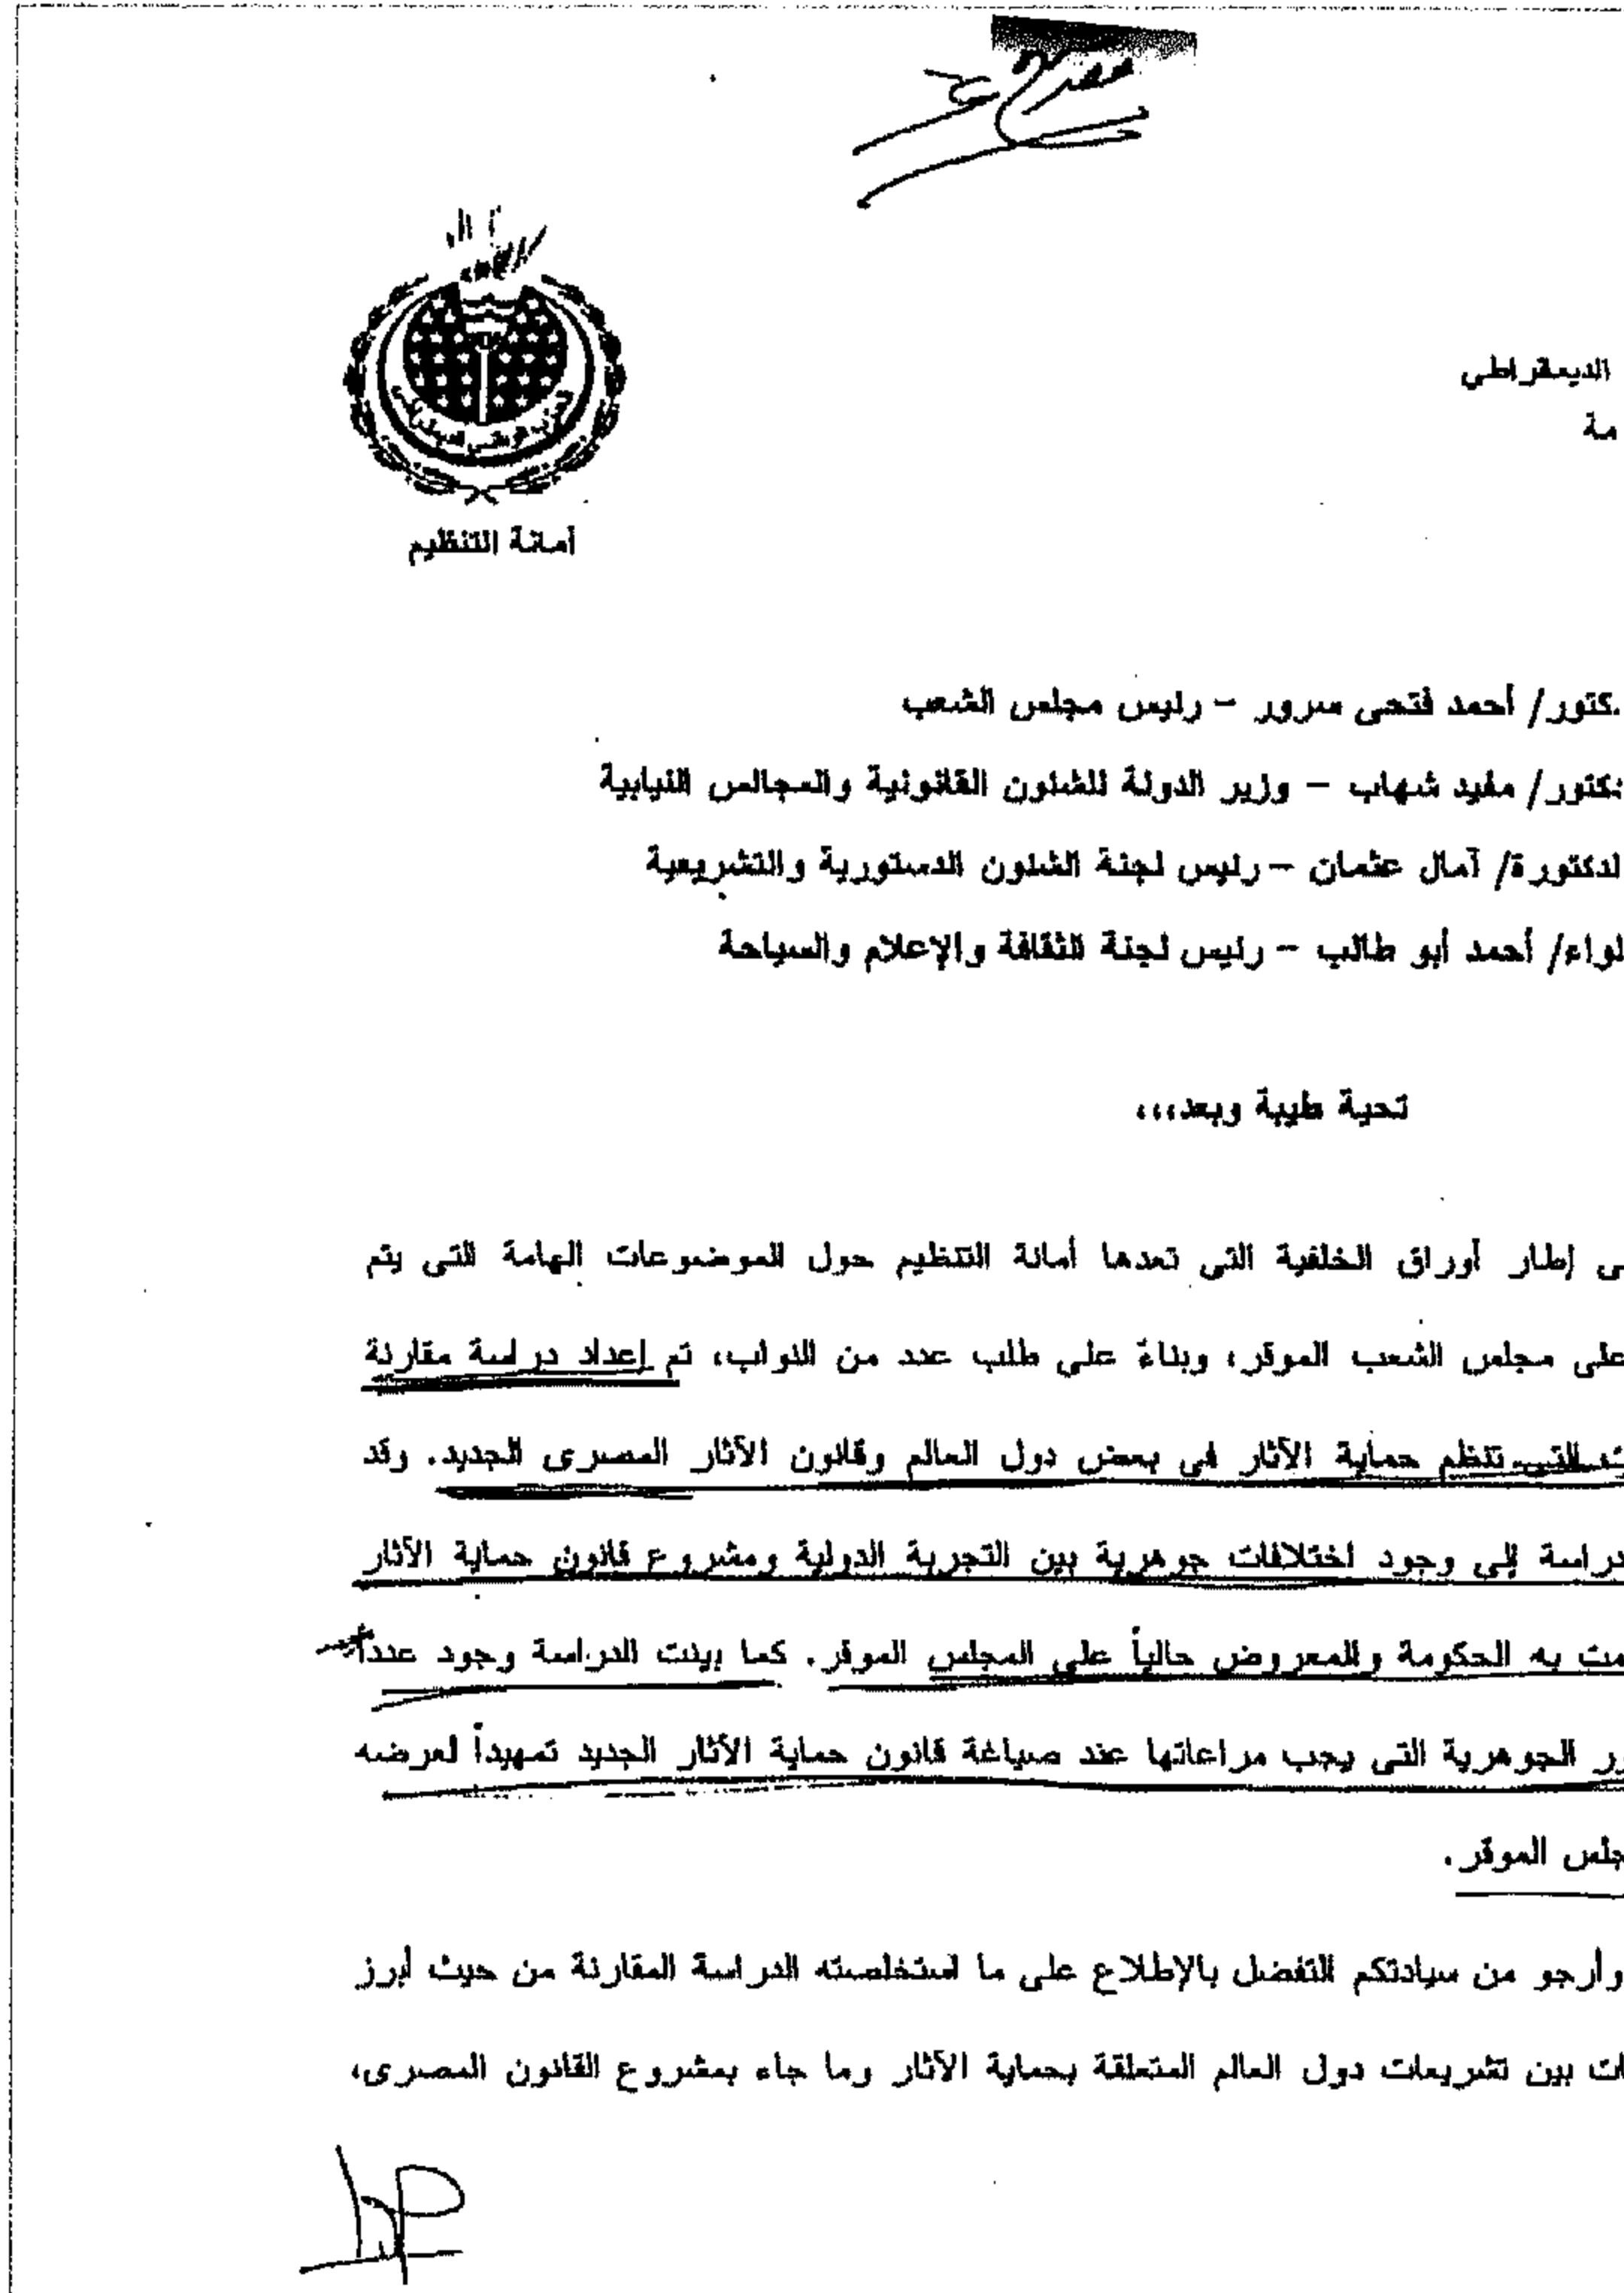 الديمقراطي
مة
الحزب الوطني الديمقراطي
أمانة التنظيم
كتور/ أحمد فتحى سرور – رئيس مجلس الشعب
دكتور/ مفيد شهاب – وزير الدولة للشئون القانونية والمجالس النيابية
لدكتورة/ آمال عثمان – رئيس لجنة الشئون الدستورية والتشريعية
لواء/ أحمد أبو طالب – رئيس لجنة الثقافة والإعلام والسياحة
تحية طيبة وبعد،،،
ى إطار أوراق الخلفية التى تعدها أمانة التنظيم حول الموضوعات الهامة التى يتم
على مجلس الشعب الموقر، وبناءً على طلب عدد من النواب، تم إعداد دراسة مقارنة
ت التى تنظم حماية الآثار فى بعض دول العالم وقانون الآثار المصرى الجديد. وقد
دراسة إلى وجود اختلافات جوهرية بين التجربة الدولية ومشروع قانون حماية الآثار
مت به الحكومة والمعروض حالياً على المجلس الموقر. كما بينت الدراسة وجود عدداً
ور الجوهرية التى يجب مراعاتها عند صياغة قانون حماية الآثار الجديد تمهيداً لعرضه
جلس الموقر.
وأرجو من سيادتكم التفضل بالإطلاع على ما استخلصته الدراسة المقارنة من حيث أبرز
ات بين تشريعات دول العالم المتعلقة بحماية الآثار وما جاء بمشروع القانون المصرى،